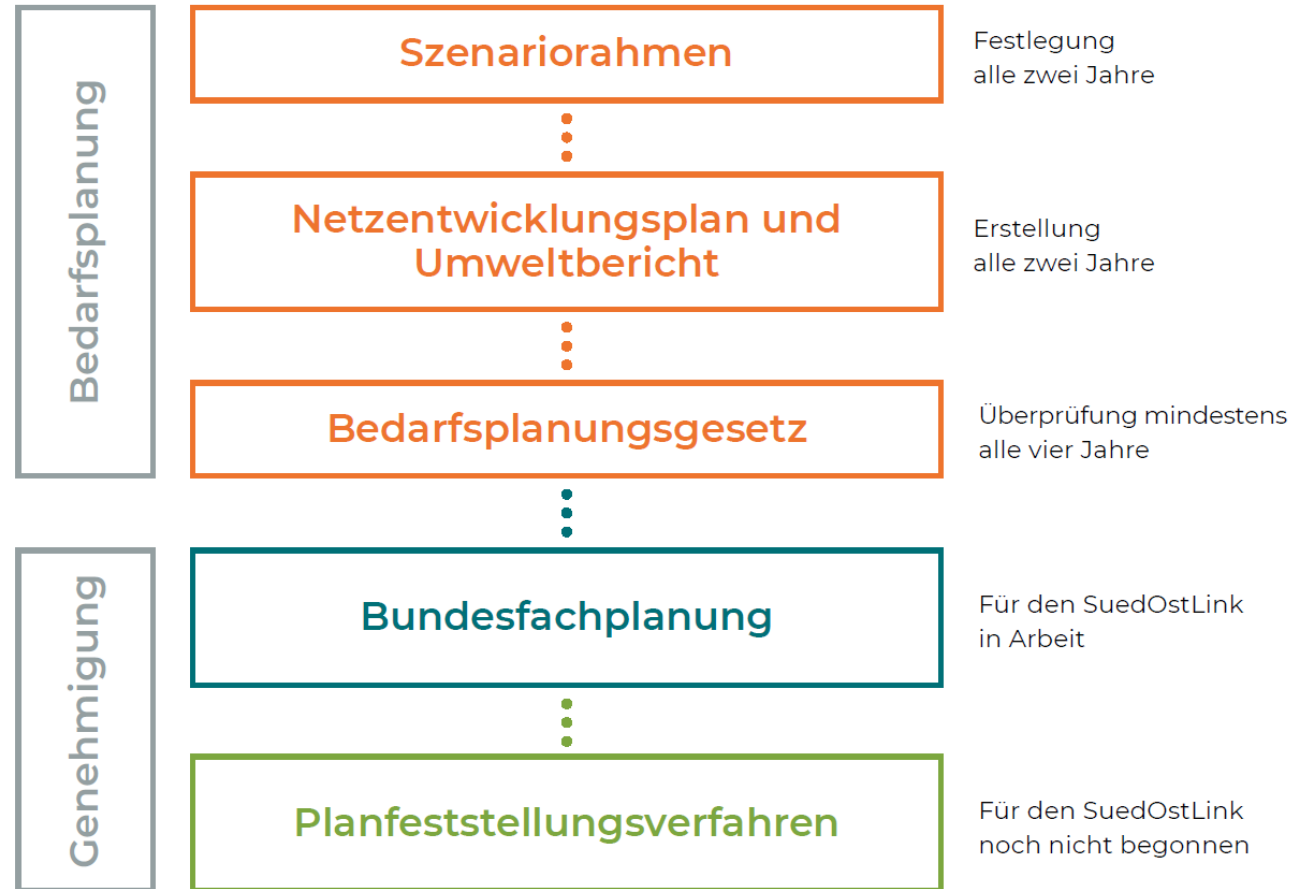 Bedarfsplanung
Szenariorahmen
Festlegung
alle zwei Jahre
Netzentwicklungsplan und
Umweltbericht
Erstellung
alle zwei Jahre
Bedarfsplanungsgesetz
Überprüfung mindestens
alle vier Jahre
Genehmigung
Bundesfachplanung
Für den SuedOstLink
in Arbeit
Planfeststellungsverfahren
Für den SuedOstLink
noch nicht begonnen